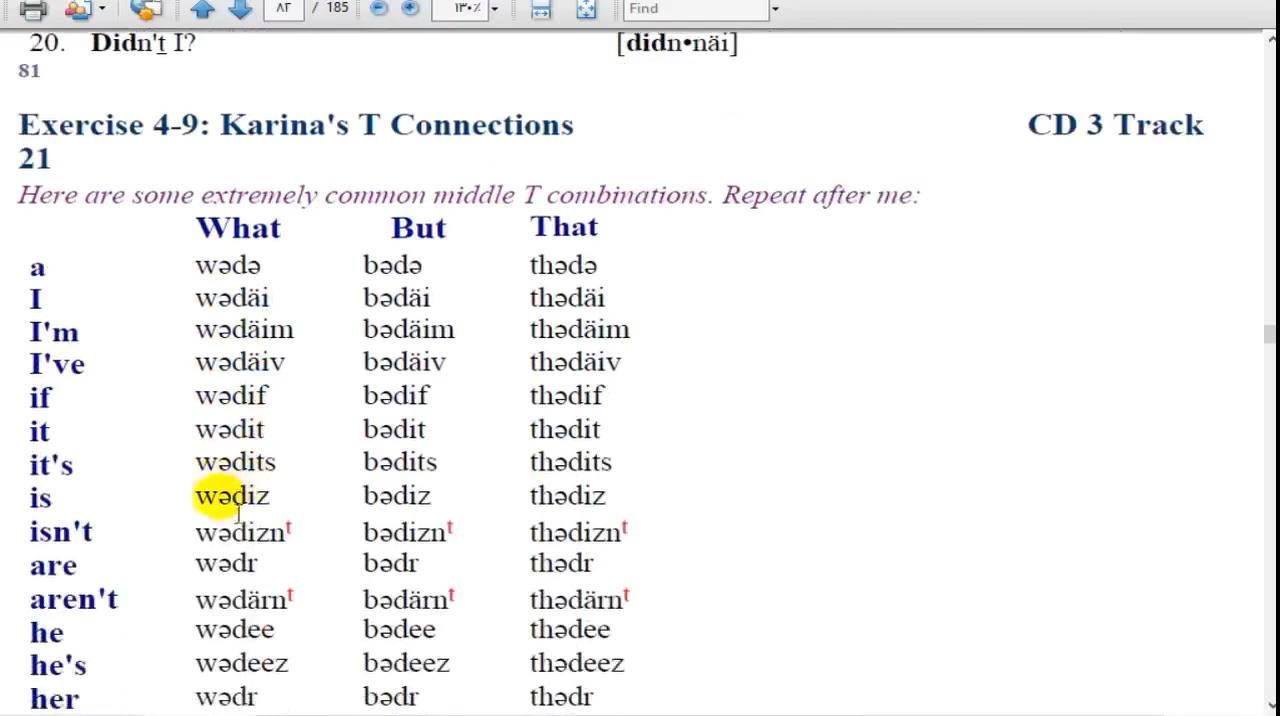 ٨٢ / 185 ١٣٠٪ Find
20. Didn't I? [didn•näi]
81
Exercise 4-9: Karina's T Connections CD 3 Track
21
Here are some extremely common middle T combinations. Repeat after me:
What But That
a wədə bədə thədə
I wədäi bədäi thədäi
I'm wədäim bədäim thədäim
I've wədäiv bədäiv thədäiv
if wədif bədif thədif
it wədit bədit thədit
it's wədits bədits thədits
is wədiz bədiz thədiz
isn't wədiznᵗ bədiznᵗ thədiznᵗ
are wədr bədr thədr
aren't wədärnᵗ bədärnᵗ thədärnᵗ
he wədee bədee thədee
he's wədeez bədeez thədeez
her wədr bədr thədr